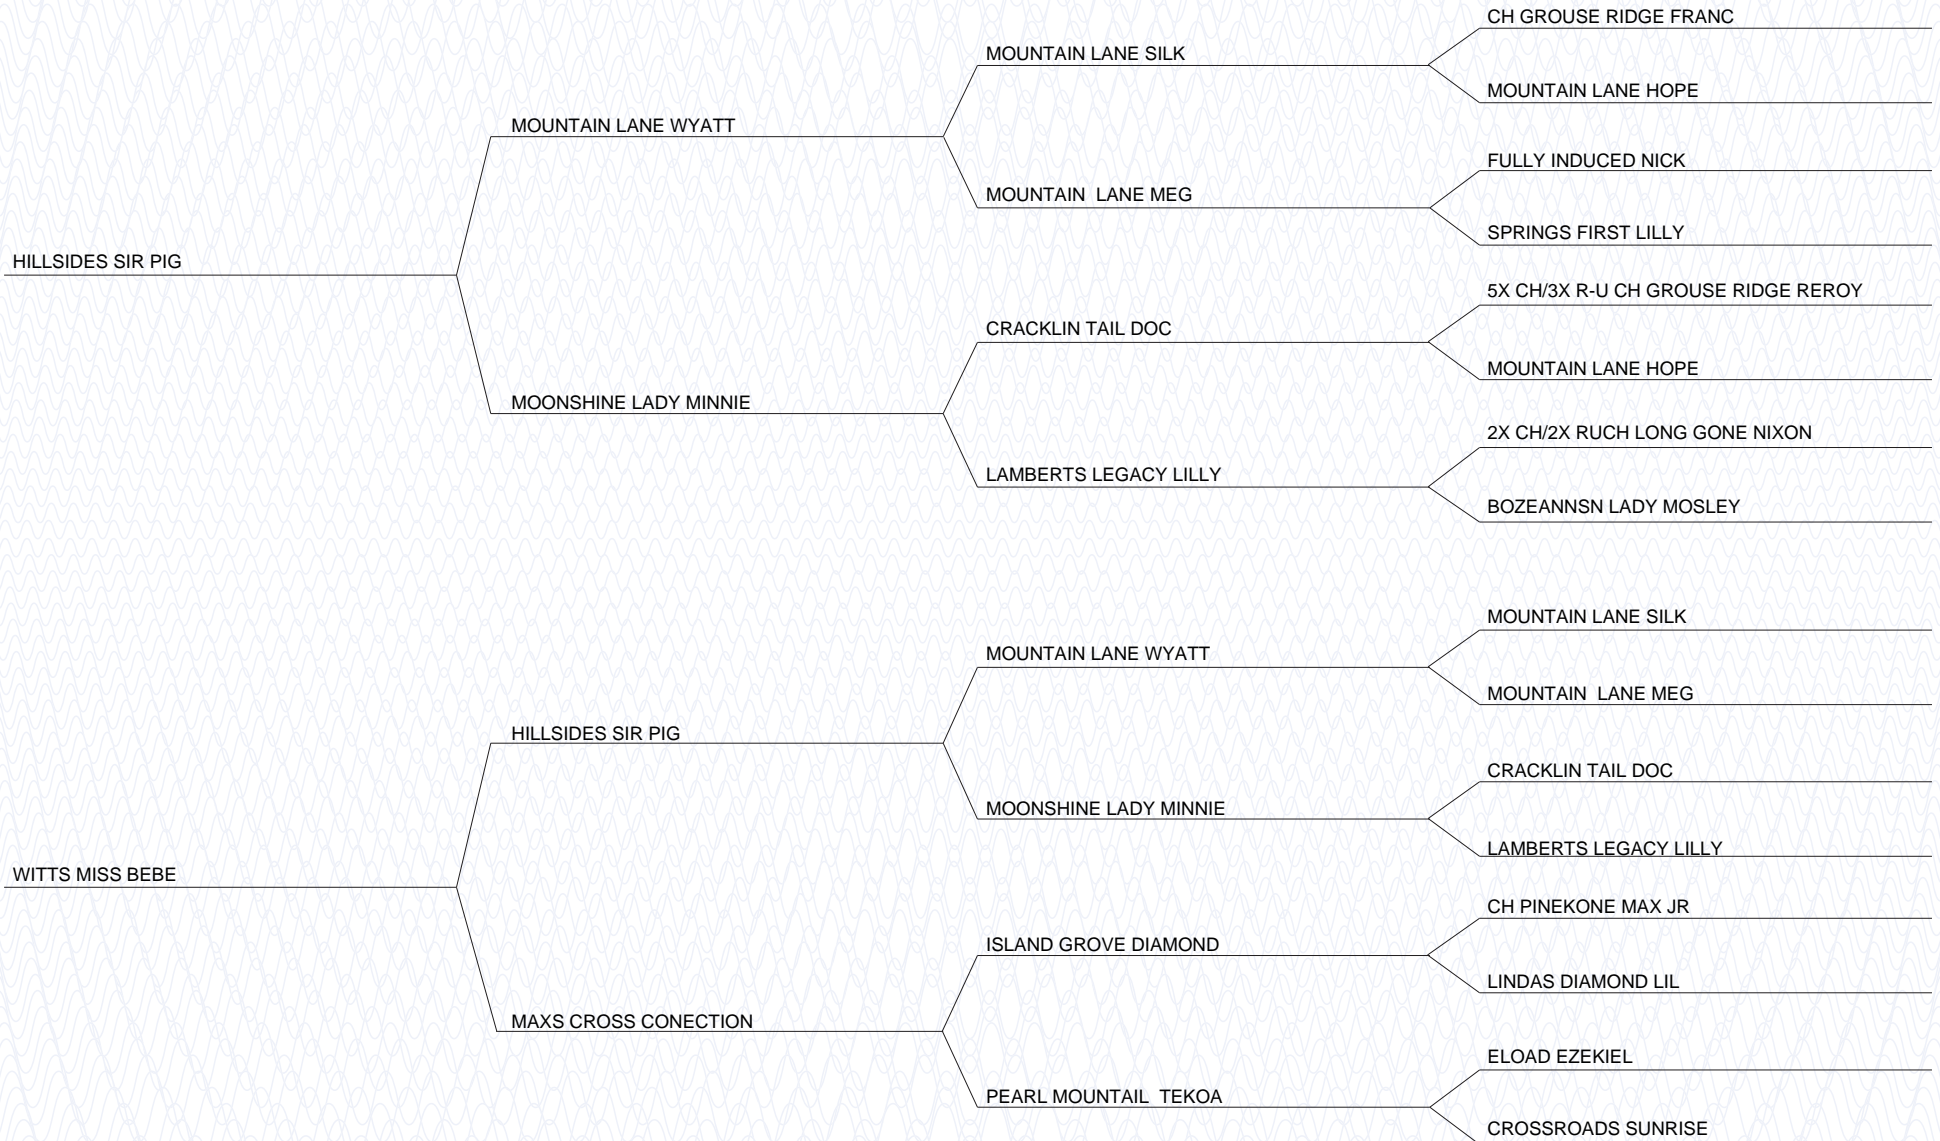 CH GROUSE RIDGE FRANC
MOUNTAIN LANE SILK
MOUNTAIN LANE HOPE
MOUNTAIN LANE WYATT
FULLY INDUCED NICK
MOUNTAIN  LANE MEG
SPRINGS FIRST LILLY
HILLSIDES SIR PIG
5X CH/3X R-U CH GROUSE RIDGE REROY
CRACKLIN TAIL DOC
MOUNTAIN LANE HOPE
MOONSHINE LADY MINNIE
2X CH/2X RUCH LONG GONE NIXON
LAMBERTS LEGACY LILLY
BOZEANNSN LADY MOSLEY
MOUNTAIN LANE SILK
MOUNTAIN LANE WYATT
MOUNTAIN  LANE MEG
HILLSIDES SIR PIG
CRACKLIN TAIL DOC
MOONSHINE LADY MINNIE
LAMBERTS LEGACY LILLY
WITTS MISS BEBE
CH PINEKONE MAX JR
ISLAND GROVE DIAMOND
LINDAS DIAMOND LIL
MAXS CROSS CONECTION
ELOAD EZEKIEL
PEARL MOUNTAIL  TEKOA
CROSSROADS SUNRISE